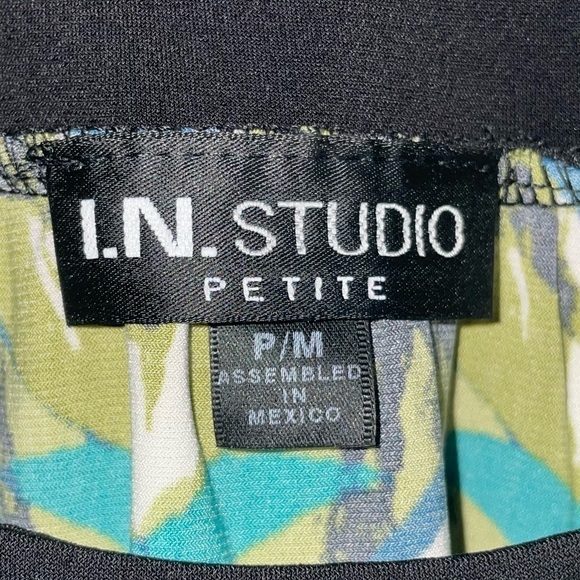 I.N. STUDIO
PETITE
P/M
ASSEMBLED
IN
MEXICO